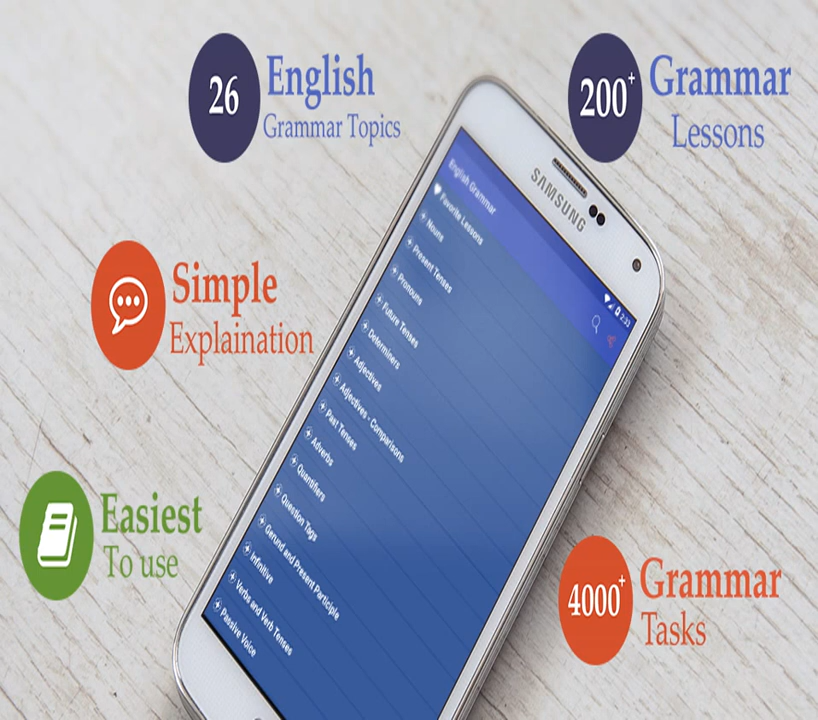 26
English
Grammar Topics
200+
Grammar
Lessons
Simple
Explaination
Easiest
To use
4000+
Grammar
Tasks
SAMSUNG
2:33
English Grammar
Favorite Lessons
Nouns
Present Tenses
Pronouns
Future Tenses
Determiners
Adjectives
Adjectives - Comparisons
Past Tenses
Adverbs
Quantifiers
Question Tags
Gerund and Present Participle
Infinitive
Verbs and Verb Tenses
Passive Voice